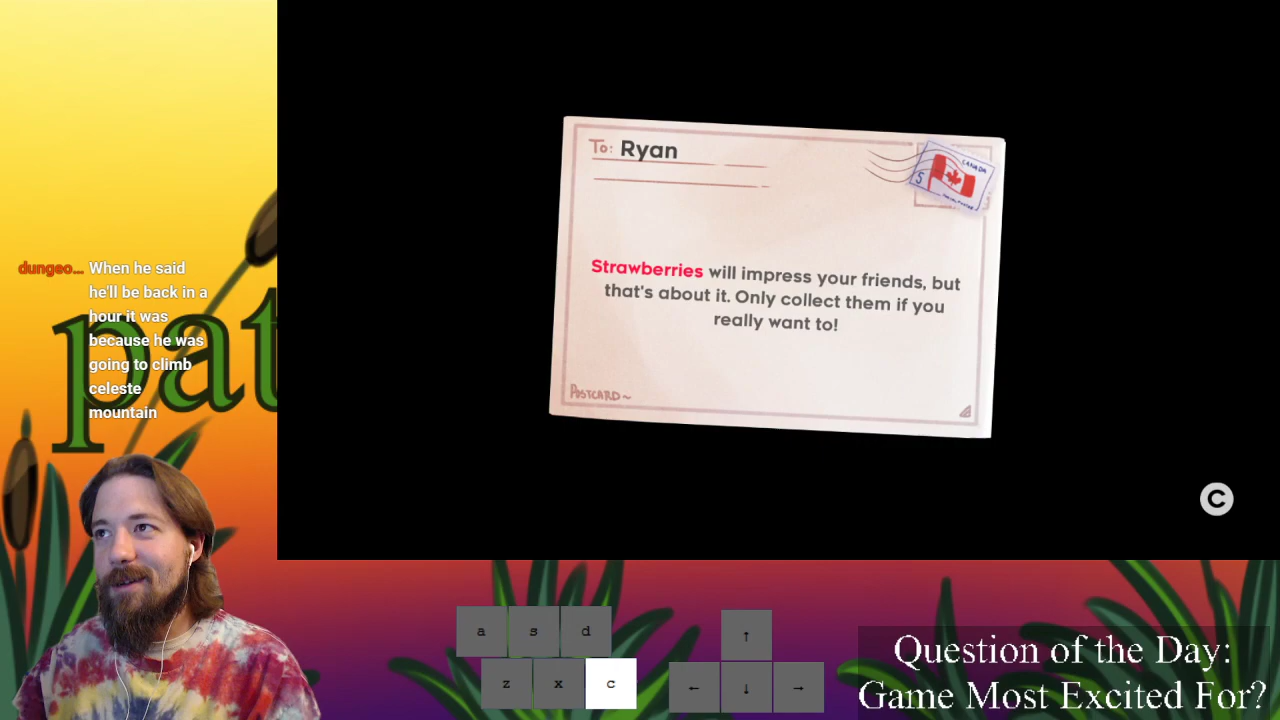 dungeo... When he said
he'll be back in a
hour it was
because he was
going to climb
celeste
mountain
pat
To: Ryan
CANADA
5
Strawberries will impress your friends, but
that's about it. Only collect them if you
really want to!
POSTCARD~
C
a s d
z x c
↑
← ↓ →
Question of the Day:
Game Most Excited For?